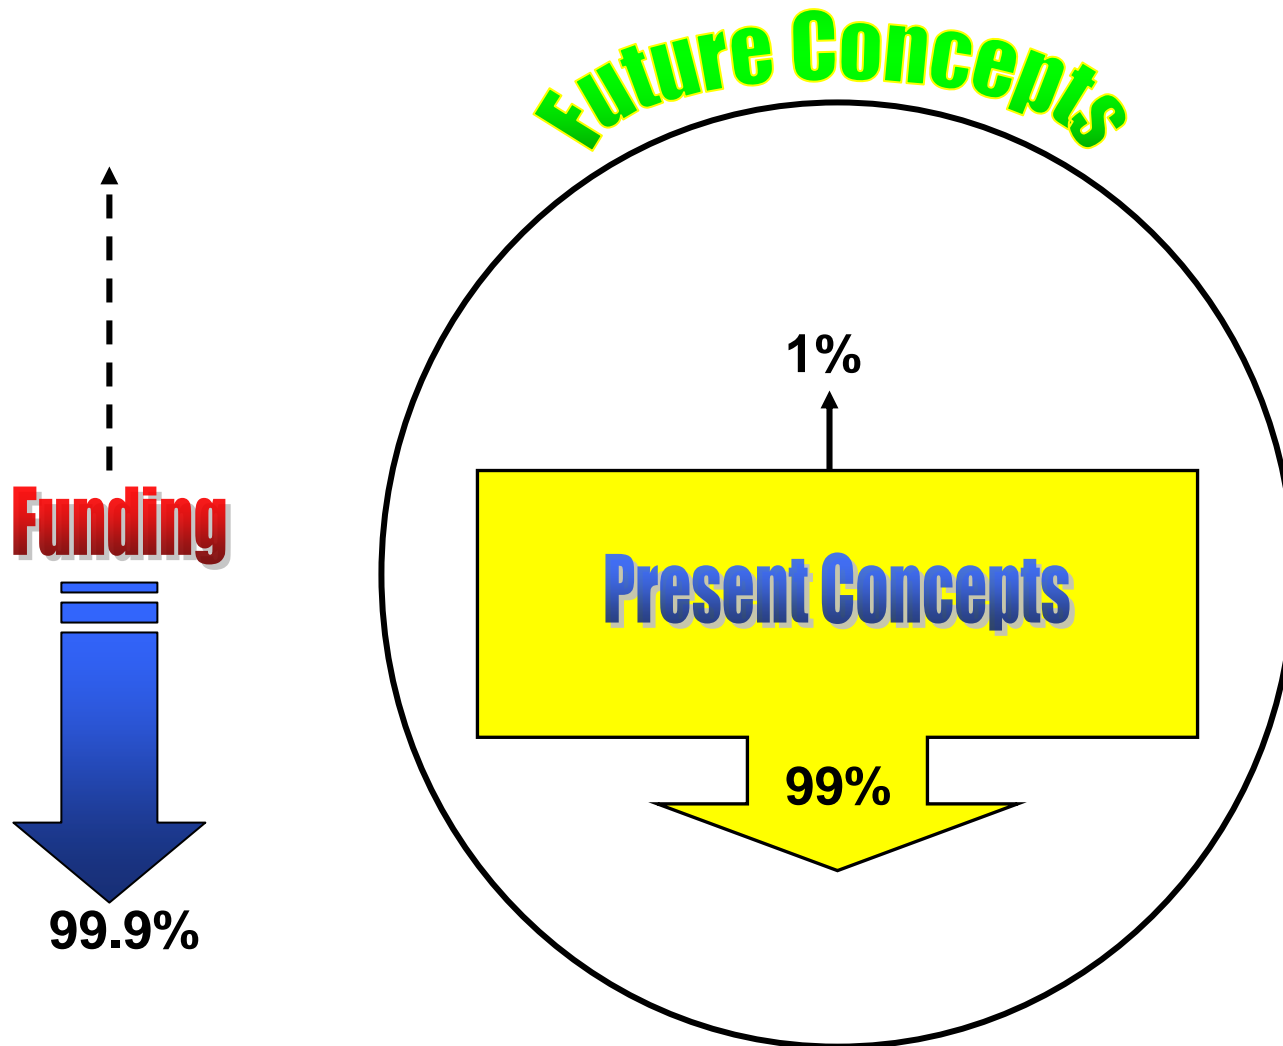 Future Concepts
1%
Funding
Present Concepts
99%
99.9%